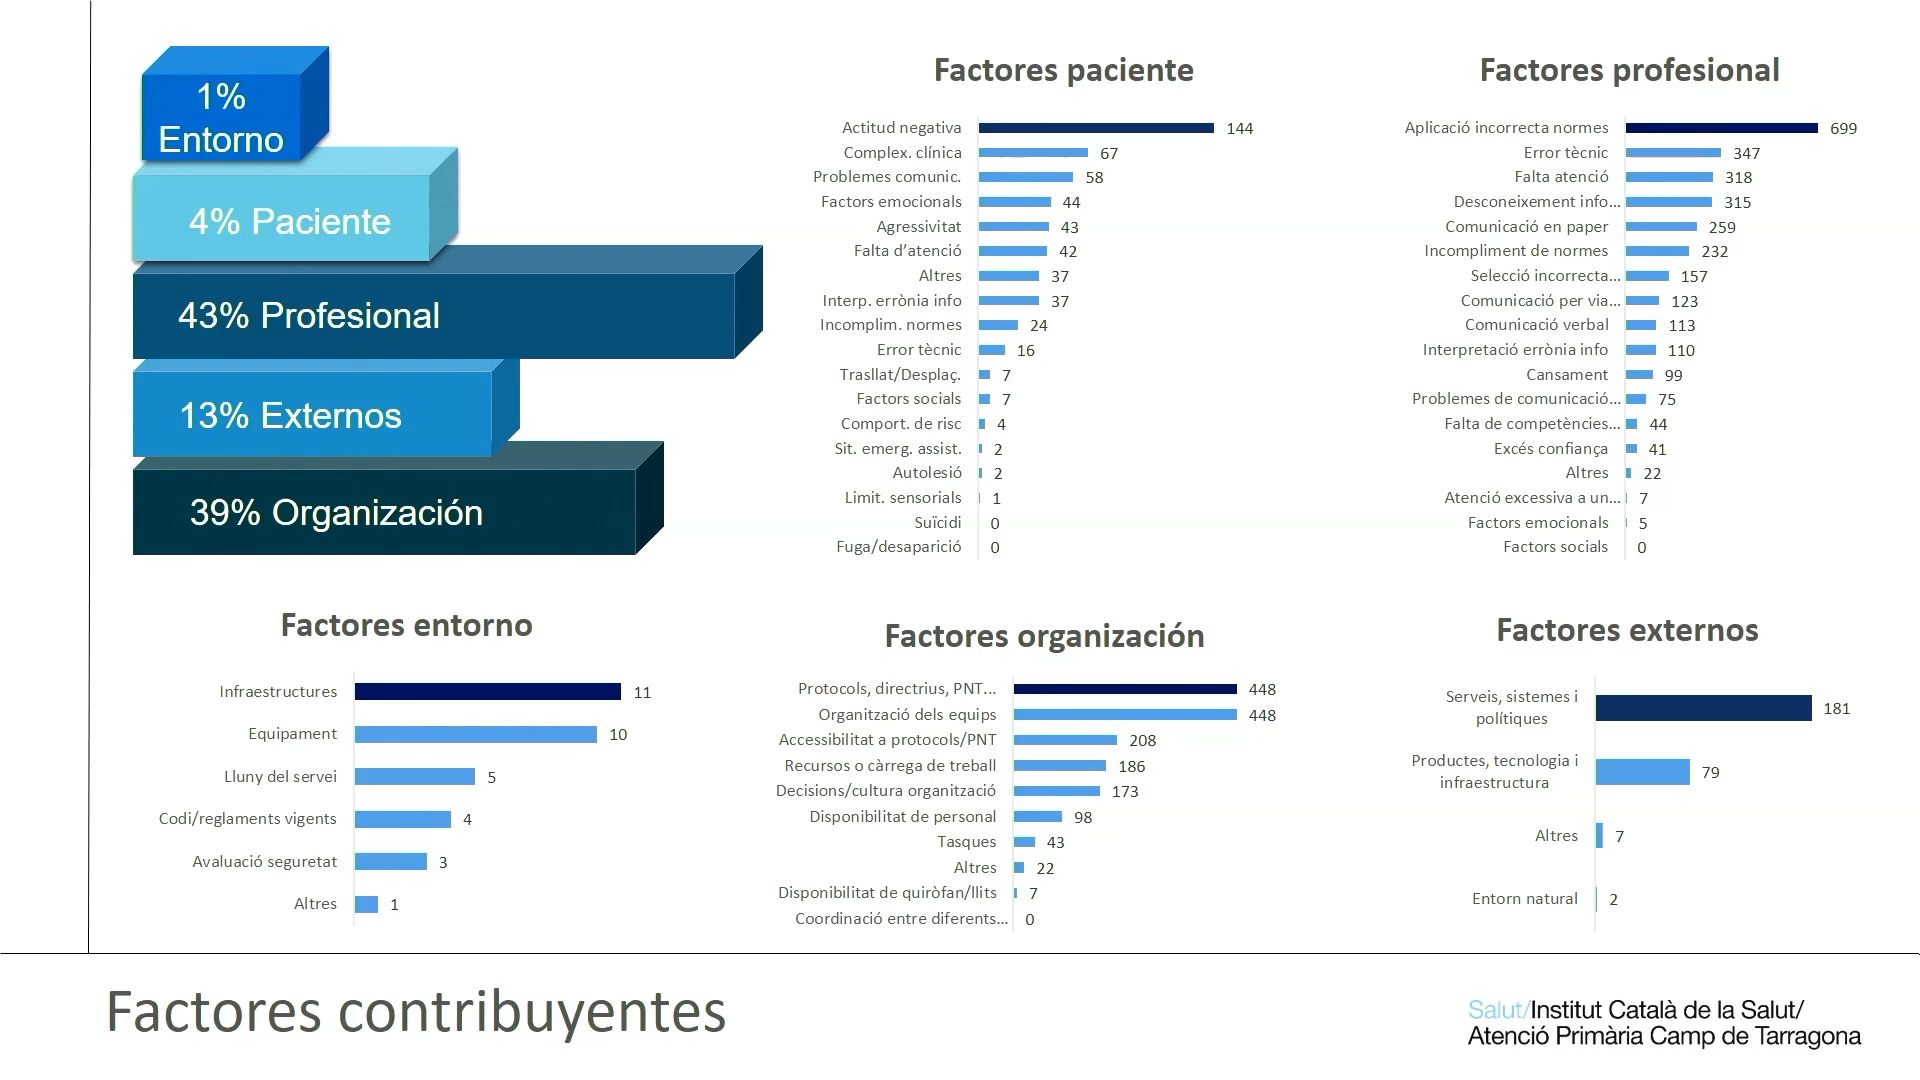 1%
Entorno
4% Paciente
43% Profesional
13% Externos
39% Organización
Factores paciente
Actitud negativa 144
Complex. clínica 67
Problemes comunic. 58
Factors emocionals 44
Agressivitat 43
Falta d’atenció 42
Altres 37
Interp. errònia info 37
Incomplim. normes 24
Error tècnic 16
Trasllat/Desplaç. 7
Factors socials 7
Comport. de risc 4
Sit. emerg. assist. 2
Autolesió 2
Limit. sensorials 1
Suïcidi 0
Fuga/desaparició 0
Factores profesional
Aplicació incorrecta normes 699
Error tècnic 347
Falta atenció 318
Desconeixement info... 315
Comunicació en paper 259
Incompliment de normes 232
Selecció incorrecta... 157
Comunicació per via... 123
Comunicació verbal 113
Interpretació errònia info 110
Cansament 99
Problemes de comunicació... 75
Falta de competències... 44
Excés confiança 41
Altres 22
Atenció excessiva a un... 7
Factors emocionals 5
Factors socials 0
Factores entorno
Infraestructures 11
Equipament 10
Lluny del servei 5
Codi/reglaments vigents 4
Avaluació seguretat 3
Altres 1
Factores organización
Protocols, directrius, PNT... 448
Organització dels equips 448
Accessibilitat a protocols/PNT 208
Recursos o càrrega de treball 186
Decisions/cultura organització 173
Disponibilitat de personal 98
Tasques 43
Altres 22
Disponibilitat de quiròfan/llits 7
Coordinació entre diferents... 0
Factores externos
Serveis, sistemes i
polítiques 181
Productes, tecnologia i
infraestructura 79
Altres 7
Entorn natural 2
Factores contribuyentes
Salut/Institut Català de la Salut/
Atenció Primària Camp de Tarragona